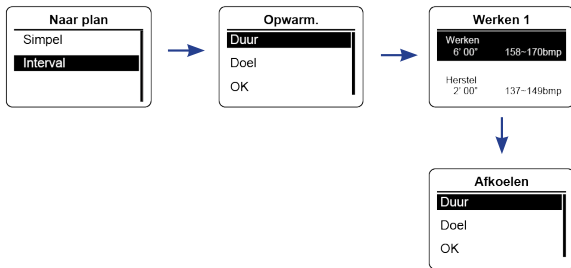 Naar plan
Simpel
Interval
Opwarm.
Duur
Doel
OK
Werken 1
Werken
6' 00" 158~170bmp
Herstel
2' 00" 137~149bmp
Afkoelen
Duur
Doel
OK